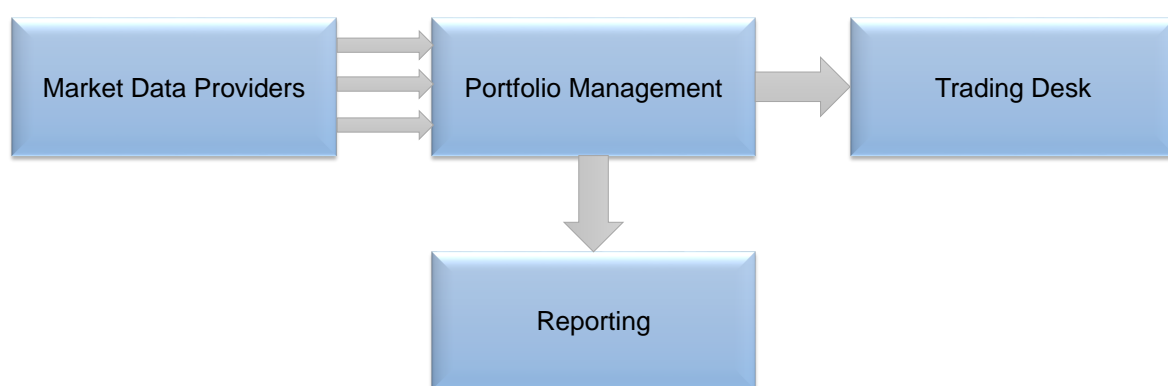 Market Data Providers
Portfolio Management
Trading Desk
Reporting